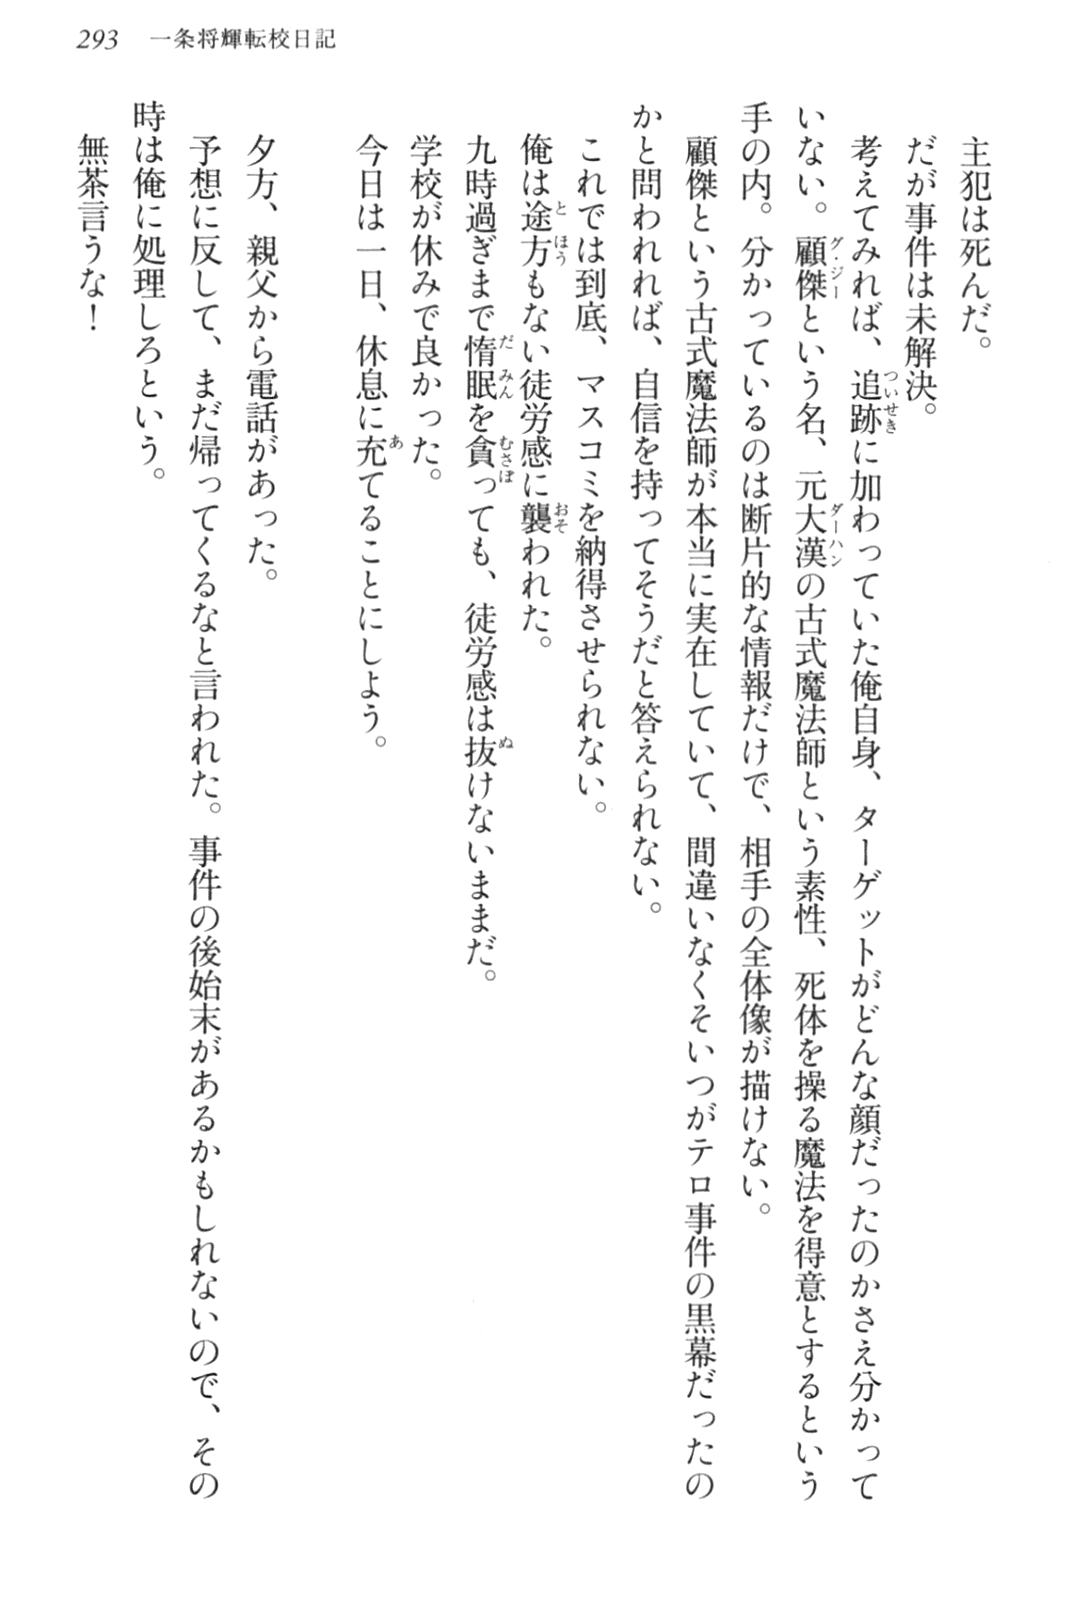 293 一条将輝転校日記
主犯は死んだ。
だが事件は未解決。
考えてみれば、追跡に加わっていた俺自身、ターゲットがどんな顔だったのかさえ分かって
いない。顧傑という名、元大漢の古式魔法師という素性、死体を操る魔法を得意とするという
手の内。分かっているのは断片的な情報だけで、相手の全体像が描けない。
顧傑という古式魔法師が本当に実在していて、間違いなくそいつがテロ事件の黒幕だったの
かと問われれば、自信を持ってそうだと答えられない。
これでは到底、マスコミを納得させられない。
俺は途方もない徒労感に襲われた。
九時過ぎまで惰眠を貪っても、徒労感は抜けないままだ。
学校が休みで良かった。
今日は一日、休息に充てることにしよう。
夕方、親父から電話があった。
予想に反して、まだ帰ってくるなと言われた。事件の後始末があるかもしれないので、その
時は俺に処理しろという。
無茶言うな！